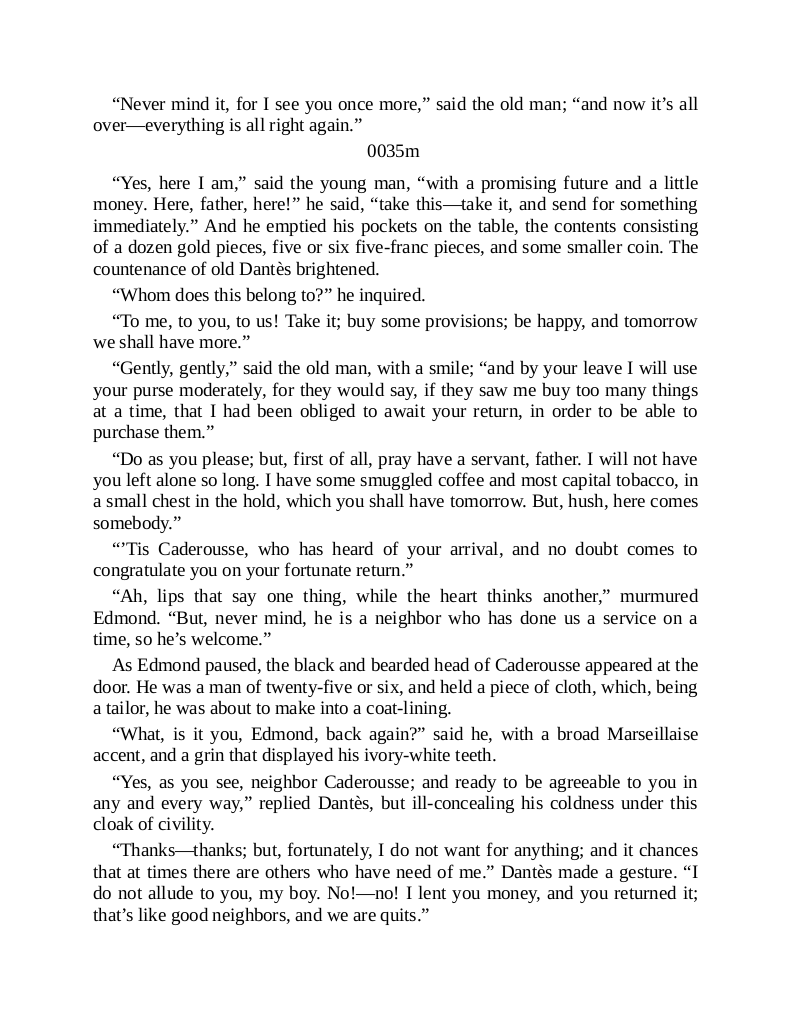 “Never mind it, for I see you once more,” said the old man; “and now it’s all
over—everything is all right again.”
0035m
“Yes, here I am,” said the young man, “with a promising future and a little
money. Here, father, here!” he said, “take this—take it, and send for something
immediately.” And he emptied his pockets on the table, the contents consisting
of a dozen gold pieces, five or six five-franc pieces, and some smaller coin. The
countenance of old Dantès brightened.
“Whom does this belong to?” he inquired.
“To me, to you, to us! Take it; buy some provisions; be happy, and tomorrow
we shall have more.”
“Gently, gently,” said the old man, with a smile; “and by your leave I will use
your purse moderately, for they would say, if they saw me buy too many things
at a time, that I had been obliged to await your return, in order to be able to
purchase them.”
“Do as you please; but, first of all, pray have a servant, father. I will not have
you left alone so long. I have some smuggled coffee and most capital tobacco, in
a small chest in the hold, which you shall have tomorrow. But, hush, here comes
somebody.”
“’Tis Caderousse, who has heard of your arrival, and no doubt comes to
congratulate you on your fortunate return.”
“Ah, lips that say one thing, while the heart thinks another,” murmured
Edmond. “But, never mind, he is a neighbor who has done us a service on a
time, so he’s welcome.”
As Edmond paused, the black and bearded head of Caderousse appeared at the
door. He was a man of twenty-five or six, and held a piece of cloth, which, being
a tailor, he was about to make into a coat-lining.
“What, is it you, Edmond, back again?” said he, with a broad Marseillaise
accent, and a grin that displayed his ivory-white teeth.
“Yes, as you see, neighbor Caderousse; and ready to be agreeable to you in
any and every way,” replied Dantès, but ill-concealing his coldness under this
cloak of civility.
“Thanks—thanks; but, fortunately, I do not want for anything; and it chances
that at times there are others who have need of me.” Dantès made a gesture. “I
do not allude to you, my boy. No!—no! I lent you money, and you returned it;
that’s like good neighbors, and we are quits.”